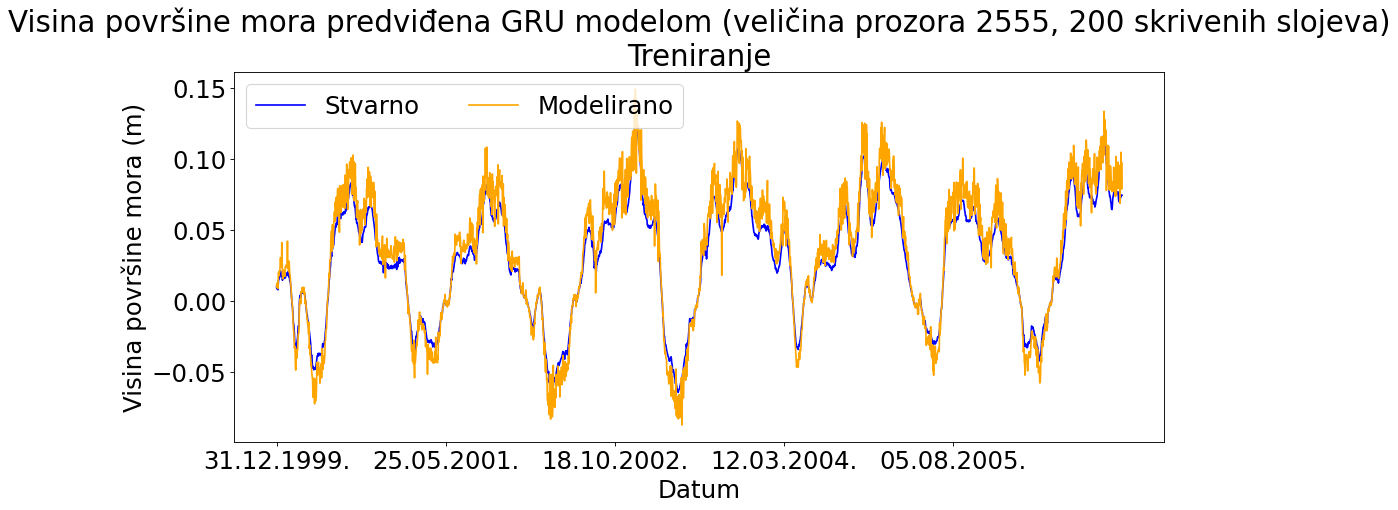 Visina površine mora predviđena GRU modelom (veličina prozora 2555, 200 skrivenih slojeva)
Treniranje
Stvarno
Modelirano
Visina površine mora (m)
0.15
0.10
0.05
0.00
−0.05
31.12.1999.
25.05.2001.
18.10.2002.
12.03.2004.
05.08.2005.
Datum